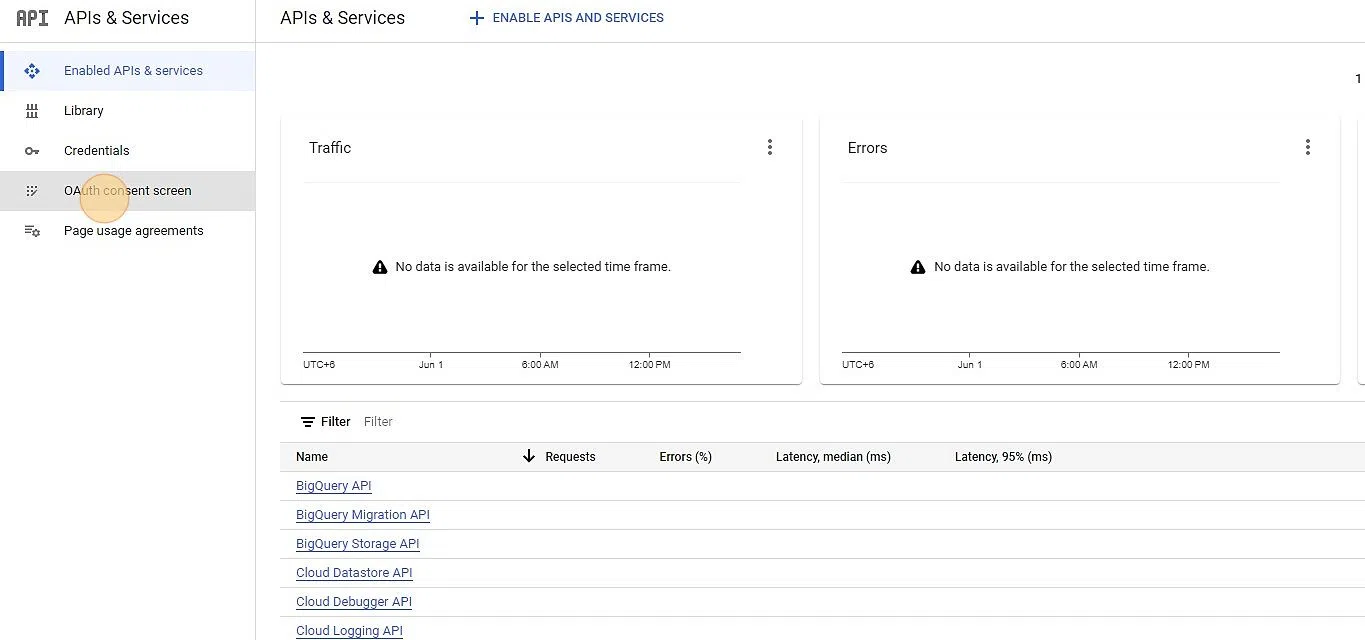 API APIs & Services
APIs & Services
ENABLE APIS AND SERVICES
Enabled APIs & services
Library
Credentials
OAuth consent screen
Page usage agreements
1
Traffic
No data is available for the selected time frame.
UTC+6 Jun 1 6:00 AM 12:00 PM
Errors
No data is available for the selected time frame.
UTC+6 Jun 1 6:00 AM 12:00 PM
Filter Filter
Name Requests Errors (%) Latency, median (ms) Latency, 95% (ms)
BigQuery API
BigQuery Migration API
BigQuery Storage API
Cloud Datastore API
Cloud Debugger API
Cloud Logging API